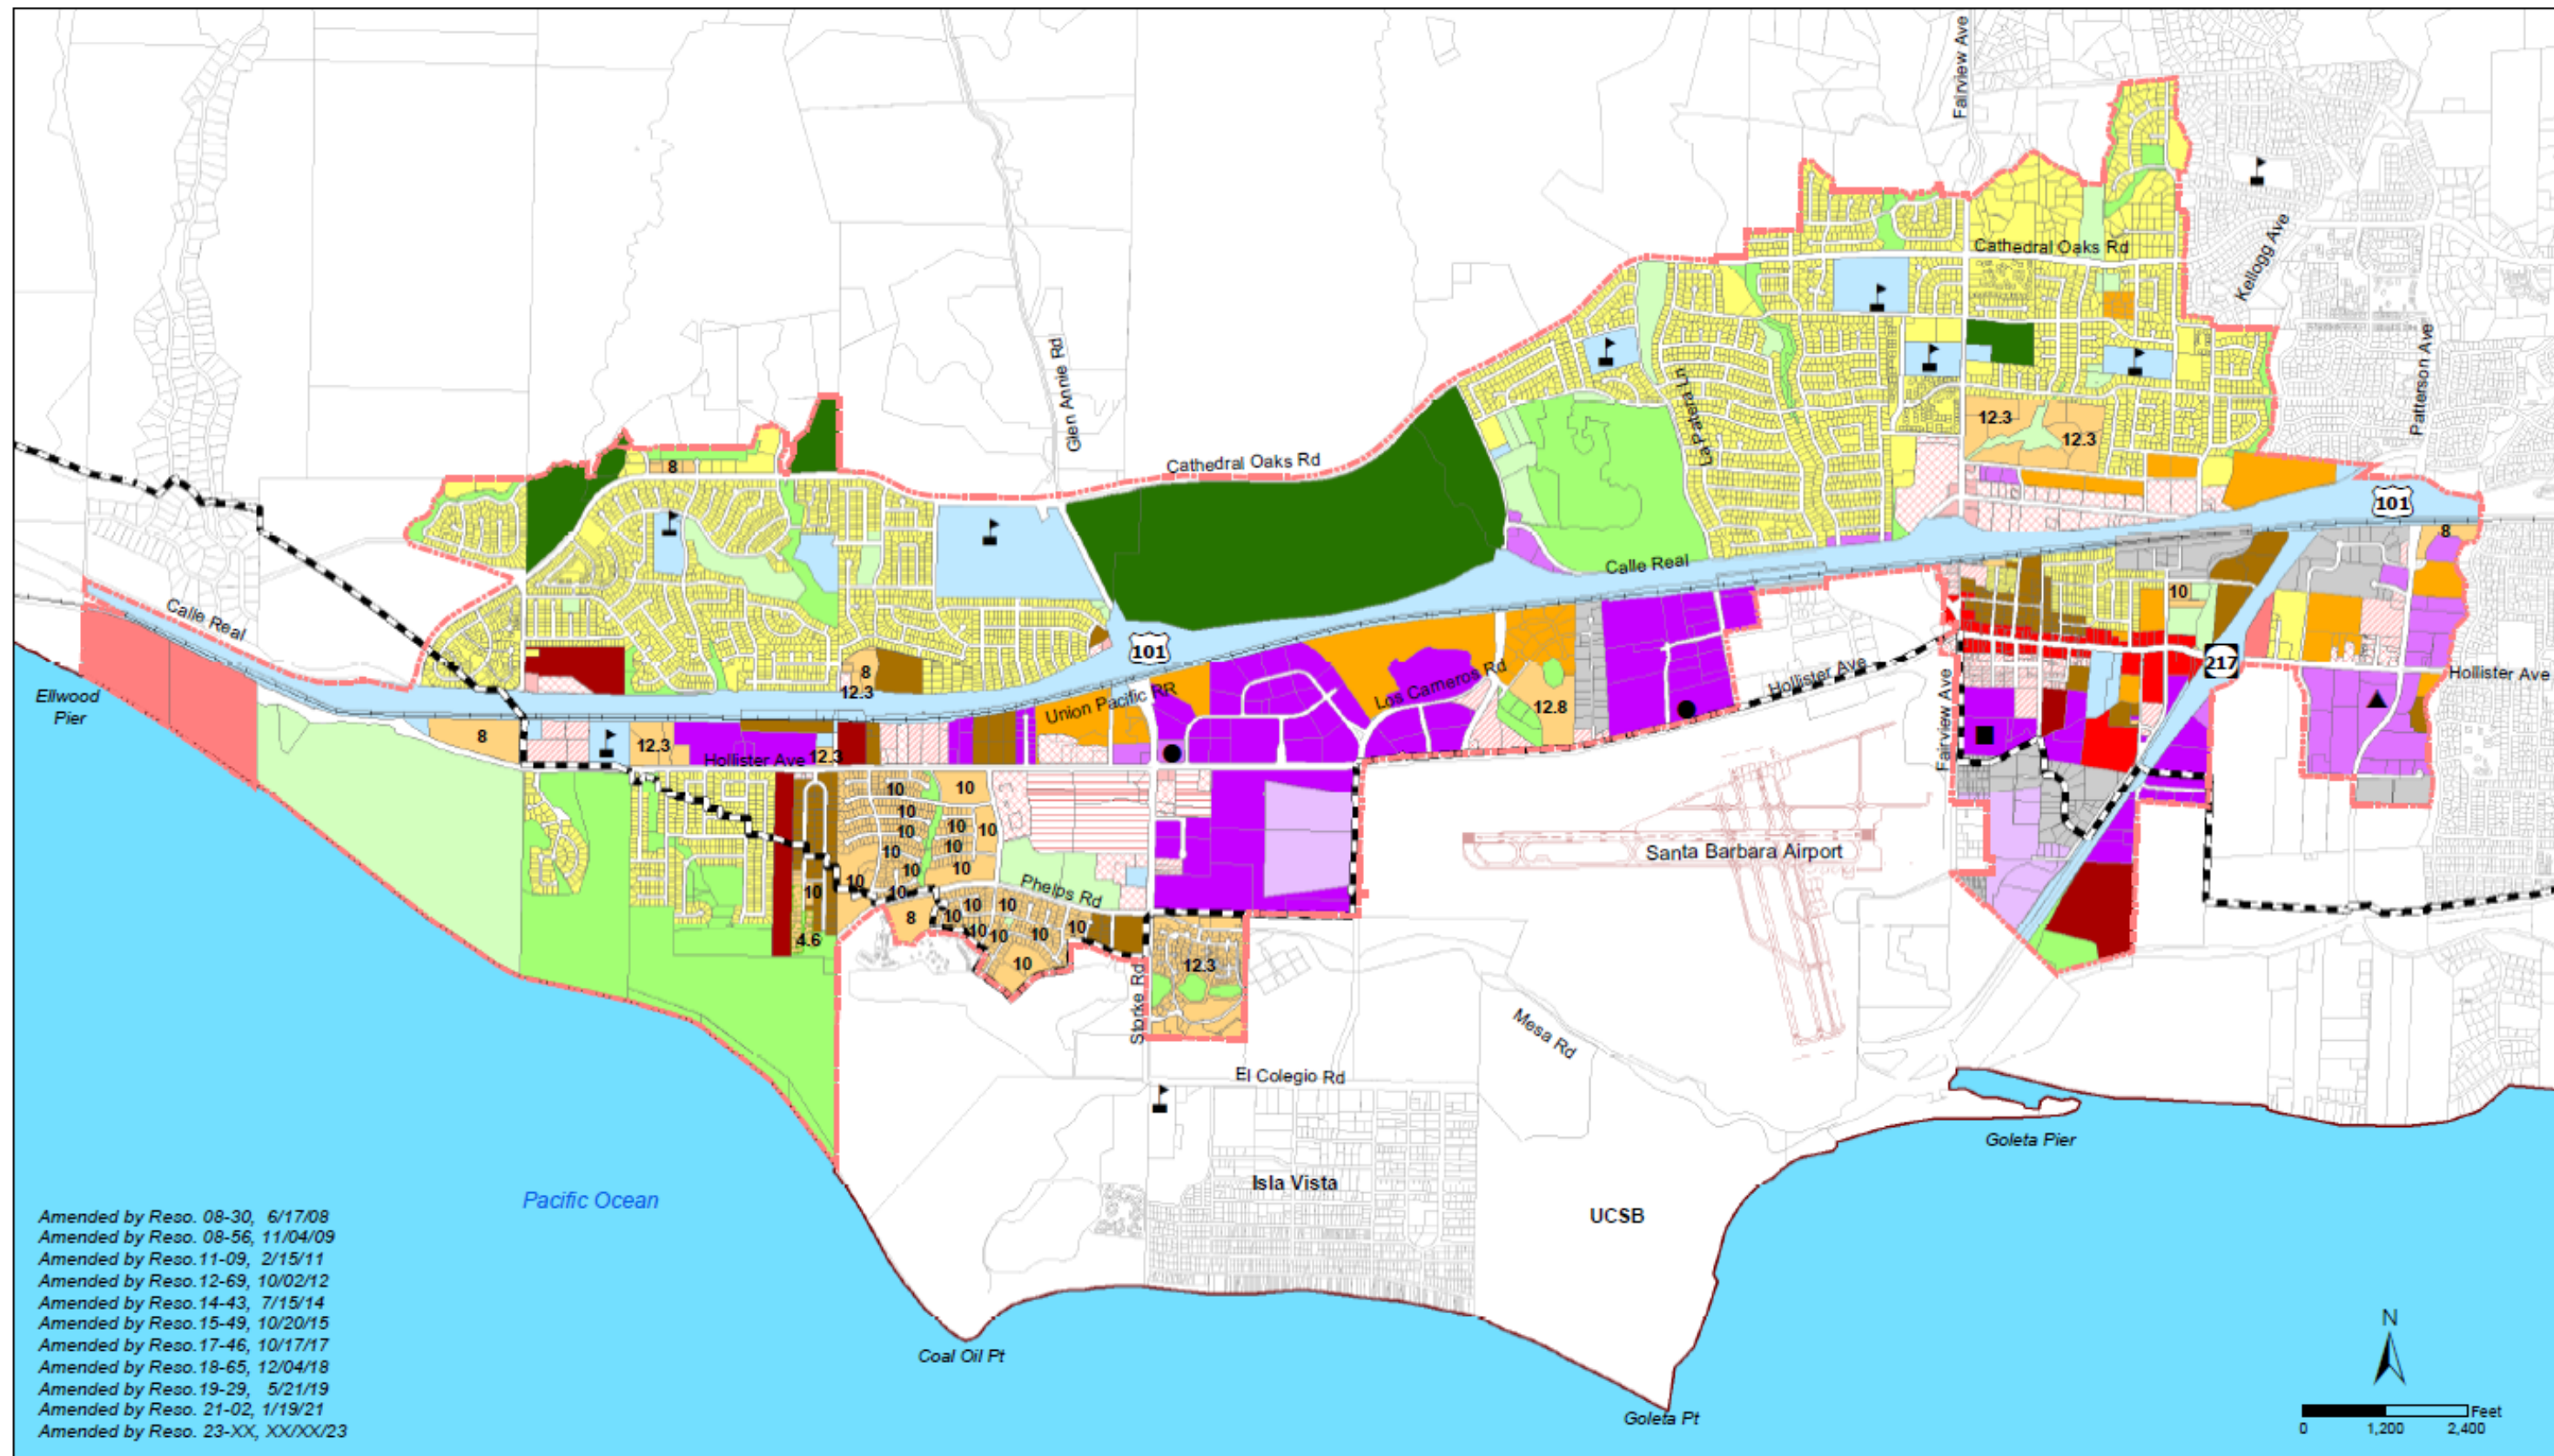 Fairview Ave
Cathedral Oaks Rd
Kellogg Ave
Patterson Ave
Glen Annie Rd
La Patera Ln
12.3
12.3
8
Cathedral Oaks Rd
101
8
Calle Real
Calle Real
10
101
8
12.3
217
Hollister Ave
Ellwood
Pier
Union Pacific RR
Los Carneros Rd
Hollister Ave
Fairview Ave
12.8
8
12.3
Hollister Ave
12.3
10
10
10
10
10
10
10
10
10
10
10
Santa Barbara Airport
10
10
10
Phelps Rd
8
10
10
10
10
10
10
10
10
4.6
12.3
Storke Rd
Mesa Rd
El Colegio Rd
Goleta Pier
Isla Vista
UCSB
Pacific Ocean
Amended by Reso. 08-30, 6/17/08
Amended by Reso. 08-56, 11/04/09
Amended by Reso.11-09, 2/15/11
Amended by Reso.12-69, 10/02/12
Amended by Reso.14-43, 7/15/14
Amended by Reso.15-49, 10/20/15
Amended by Reso.17-46, 10/17/17
Amended by Reso.18-65, 12/04/18
Amended by Reso.19-29, 5/21/19
Amended by Reso. 21-02, 1/19/21
Amended by Reso. 23-XX, XX/XX/23
Coal Oil Pt
Goleta Pt
N
Feet
0 1,200 2,400